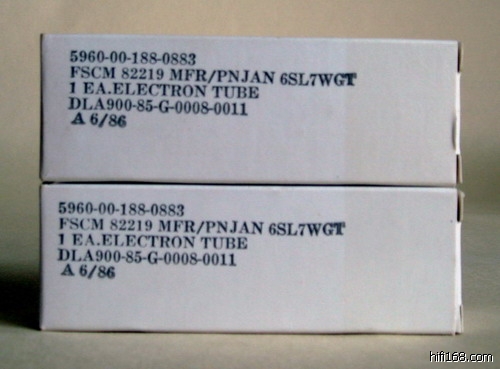 5960-00-188-0883
FSCM 82219 MFR/PNJAN 6SL7WGT
1 EA.ELECTRON TUBE
DLA900-85-G-0008-0011
A 6/86
5960-00-188-0883
FSCM 82219 MFR/PNJAN 6SL7WGT
1 EA.ELECTRON TUBE
DLA900-85-G-0008-0011
A 6/86
hifi168.com